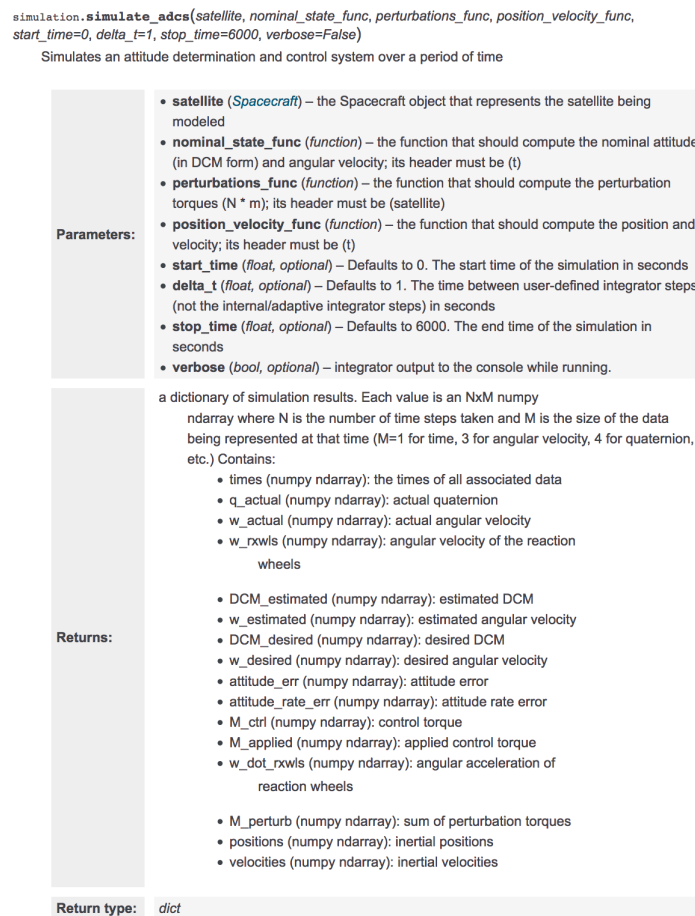 simulation.simulate_adcs(satellite, nominal_state_func, perturbations_func, position_velocity_func,
start_time=0, delta_t=1, stop_time=6000, verbose=False)
Simulates an attitude determination and control system over a period of time
Parameters:
• satellite (Spacecraft) – the Spacecraft object that represents the satellite being
modeled
• nominal_state_func (function) – the function that should compute the nominal attitude
(in DCM form) and angular velocity; its header must be (t)
• perturbations_func (function) – the function that should compute the perturbation
torques (N * m); its header must be (satellite)
• position_velocity_func (function) – the function that should compute the position and
velocity; its header must be (t)
• start_time (float, optional) – Defaults to 0. The start time of the simulation in seconds
• delta_t (float, optional) – Defaults to 1. The time between user-defined integrator steps
(not the internal/adaptive integrator steps) in seconds
• stop_time (float, optional) – Defaults to 6000. The end time of the simulation in
seconds
• verbose (bool, optional) – integrator output to the console while running.
Returns:
a dictionary of simulation results. Each value is an NxM numpy
ndarray where N is the number of time steps taken and M is the size of the data
being represented at that time (M=1 for time, 3 for angular velocity, 4 for quaternion,
etc.) Contains:
• times (numpy ndarray): the times of all associated data
• q_actual (numpy ndarray): actual quaternion
• w_actual (numpy ndarray): actual angular velocity
• w_rxwls (numpy ndarray): angular velocity of the reaction
wheels
• DCM_estimated (numpy ndarray): estimated DCM
• w_estimated (numpy ndarray): estimated angular velocity
• DCM_desired (numpy ndarray): desired DCM
• w_desired (numpy ndarray): desired angular velocity
• attitude_err (numpy ndarray): attitude error
• attitude_rate_err (numpy ndarray): attitude rate error
• M_ctrl (numpy ndarray): control torque
• M_applied (numpy ndarray): applied control torque
• w_dot_rxwls (numpy ndarray): angular acceleration of
reaction wheels
• M_perturb (numpy ndarray): sum of perturbation torques
• positions (numpy ndarray): inertial positions
• velocities (numpy ndarray): inertial velocities
Return type: dict